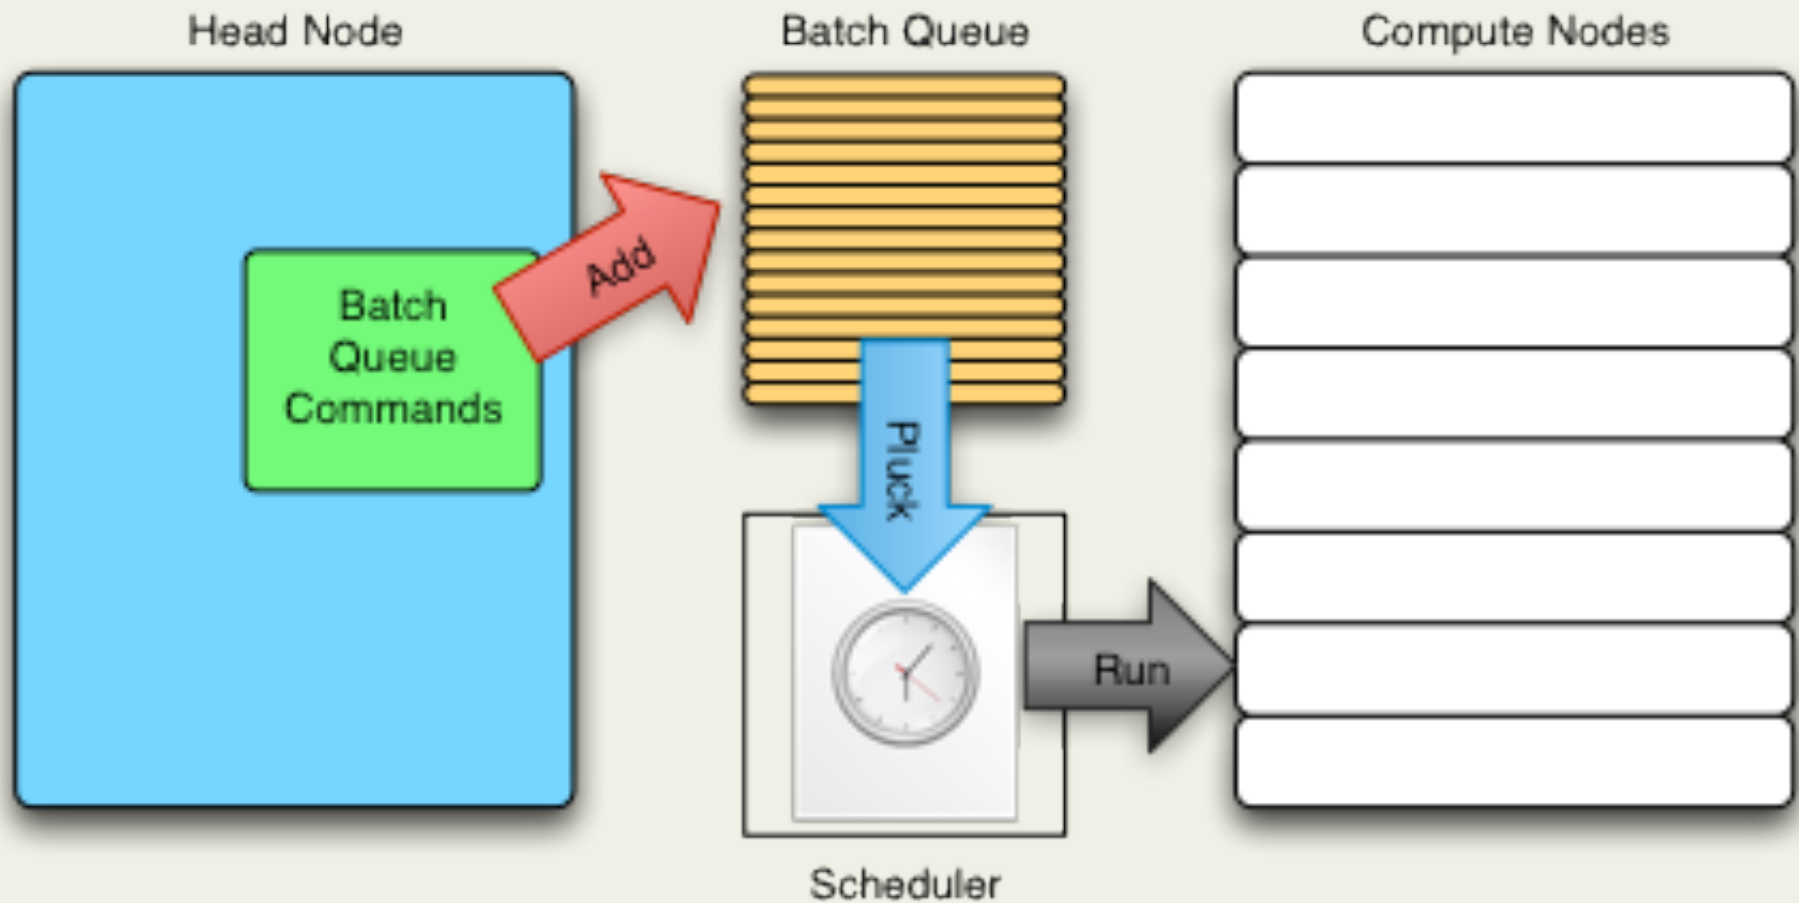 Head Node
Batch Queue
Compute Nodes
Add
Batch
Queue
Commands
Pluck
Run
Scheduler